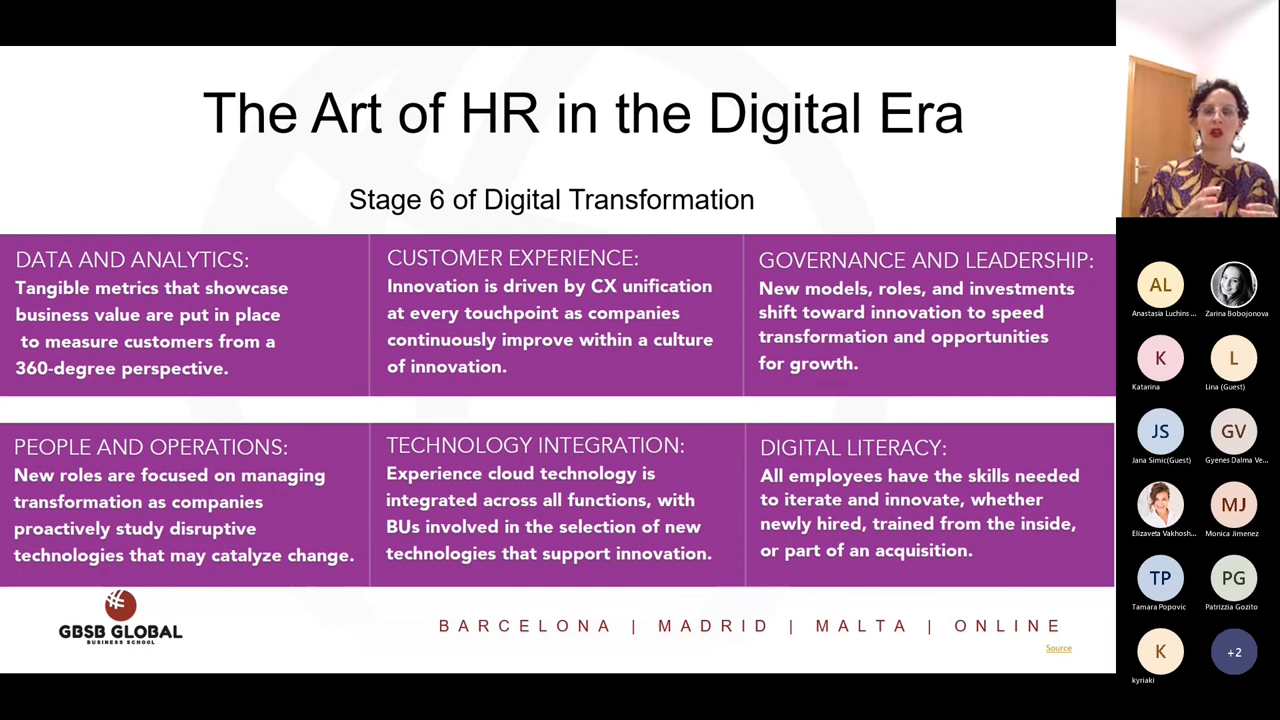 The Art of HR in the Digital Era
Stage 6 of Digital Transformation
DATA AND ANALYTICS:
Tangible metrics that showcase
business value are put in place
to measure customers from a
360-degree perspective.
CUSTOMER EXPERIENCE:
Innovation is driven by CX unification
at every touchpoint as companies
continuously improve within a culture
of innovation.
GOVERNANCE AND LEADERSHIP:
New models, roles, and investments
shift toward innovation to speed
transformation and opportunities
for growth.
PEOPLE AND OPERATIONS:
New roles are focused on managing
transformation as companies
proactively study disruptive
technologies that may catalyze change.
TECHNOLOGY INTEGRATION:
Experience cloud technology is
integrated across all functions, with
BUs involved in the selection of new
technologies that support innovation.
DIGITAL LITERACY:
All employees have the skills needed
to iterate and innovate, whether
newly hired, trained from the inside,
or part of an acquisition.
GBSB GLOBAL
BUSINESS SCHOOL
BARCELONA | MADRID | MALTA | ONLINE
Source
AL
Anastasia Luchins ...
Zarina Bobojonova
K
Katarina
L
Lina (Guest)
JS
Jana Simic(Guest)
GV
Gyenes Dalma Ve...
Elizaveta Vakhosh...
MJ
Monica Jimenez
TP
Tamara Popovic
PG
Patrizzia Gozito
K
kyriaki
+2